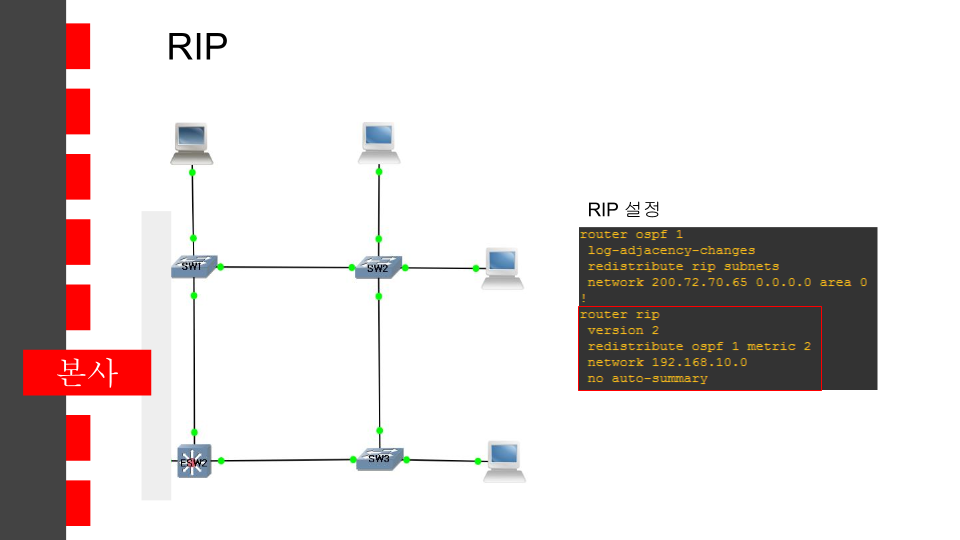 RIP
SW1
SW2
본사
ESW2
SW3
RIP 설정
router ospf 1
log-adjacency-changes
redistribute rip subnets
network 200.72.70.65 0.0.0.0 area 0
!
router rip
version 2
redistribute ospf 1 metric 2
network 192.168.10.0
no auto-summary